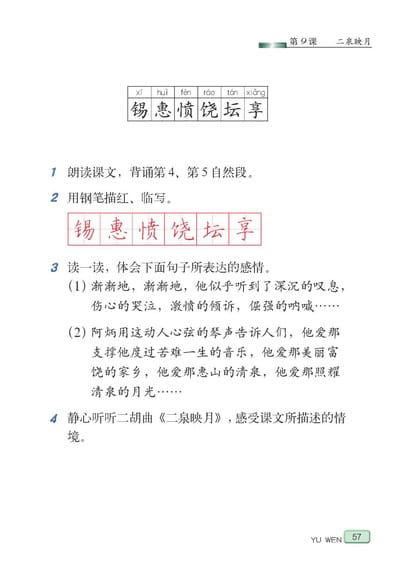 第9课 二泉映月
xī huì fèn ráo tán xiǎng
锡惠愤饶坛享
1 朗读课文，背诵第4、第5自然段。
2 用钢笔描红、临写。
锡惠愤饶坛享
3 读一读，体会下面句子所表达的感情。
(1) 渐渐地，渐渐地，他似乎听到了深沉的叹息，
伤心的哭泣，激愤的倾诉，倔强的呐喊……
(2) 阿炳用这动人心弦的琴声告诉人们，他爱那
支撑他度过苦难一生的音乐，他爱那美丽富
饶的家乡，他爱那惠山的清泉，他爱那照耀
清泉的月光……
4 静心听听二胡曲《二泉映月》，感受课文所描述的情
境。
YU WEN 57